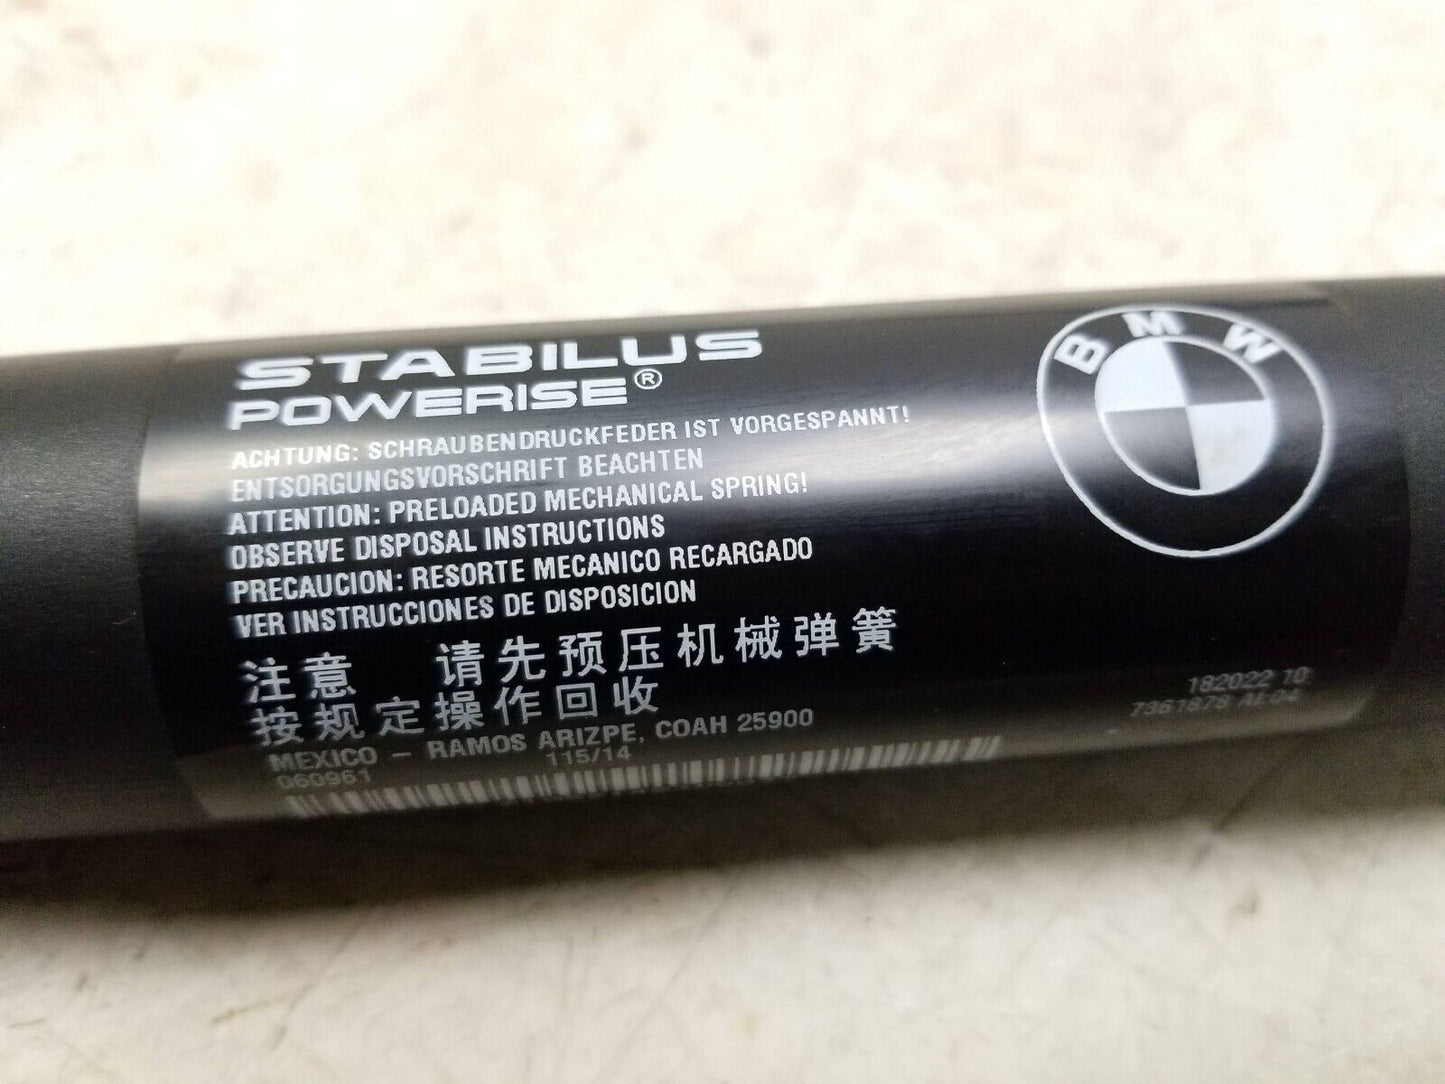 STABILUS
POWERISE®
ACHTUNG: SCHRAUBENDRUCKFEDER IST VORGESPANNT!
ENTSORGUNGSVORSCHRIFT BEACHTEN
ATTENTION: PRELOADED MECHANICAL SPRING!
OBSERVE DISPOSAL INSTRUCTIONS
PRECAUCION: RESORTE MECANICO RECARGADO
VER INSTRUCCIONES DE DISPOSICION
注意 请先预压机械弹簧
按规定操作回收
MEXICO - RAMOS ARIZPE, COAH 25900
060961 115/14
BMW
182022 10
7361878 AE 04